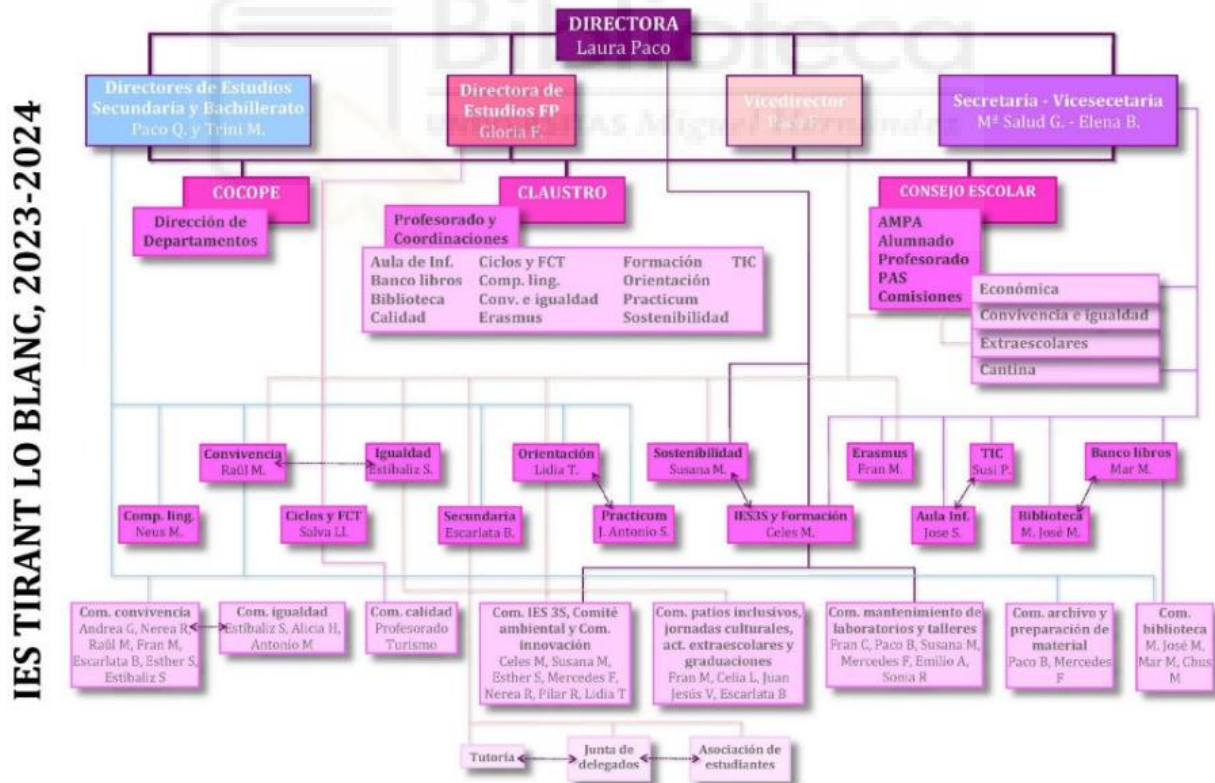 IES TIRANT LO BLANC, 2023-2024
Biblioteca
Miguel Hernández
DIRECTORA
Laura Paco
Directores de Estudios
Secundaria y Bachillerato
Paco Q. y Trini M.
Directora de
Estudios FP
Gloria F.
Vicedirector
Secretaria - Vicesecetaria
Mª Salud G. - Elena B.
COCOPE
Dirección de
Departamentos
CLAUSTRO
Profesorado y
Coordinaciones
Aula de Inf. Ciclos y FCT Formación TIC
Banco libros Comp. ling. Orientación
Biblioteca Conv. e igualdad Practicum
Calidad Erasmus Sostenibilidad
CONSEJO ESCOLAR
AMPA
Alumnado
Profesorado
PAS
Comisiones
Económica
Convivencia e igualdad
Extraescolares
Cantina
Convivencia
Raül M.
Igualdad
Estíbaliz S.
Orientación
Lidia T.
Sostenibilidad
Susana M.
Erasmus
Fran M.
TIC
Susi P.
Banco libros
Mar M.
Comp. ling.
Neus M.
Ciclos y FCT
Salva Ll.
Secundaria
Escarlata B.
Practicum
J. Antonio S.
IES3S y Formación
Celes M.
Aula Inf.
Jose S.
Biblioteca
M. José M.
Com. convivencia
Andrea G, Nerea R,
Raül M, Fran M,
Escarlata B, Esther S,
Estíbaliz S
Com. igualdad
Estíbaliz S, Alicia H,
Antonio M
Com. calidad
Profesorado
Turismo
Com. IES 3S, Comité
ambiental y Com.
innovación
Celes M, Susana M,
Esther S, Mercedes F,
Nerea R, Pilar R, Lidia T
Com. patios inclusivos,
jornadas culturales,
act. extraescolares y
graduaciones
Fran M, Celia L, Juan
Jesús V, Escarlata B
Com. mantenimiento de
laboratorios y talleres
Fran C, Paco B, Susana M,
Mercedes F, Emilio A,
Sonia R
Com. archivo y
preparación de
material
Paco B, Mercedes
F
Com.
biblioteca
M. José M,
Mar M, Chus
M
Tutoría
Junta de
delegados
Asociación de
estudiantes